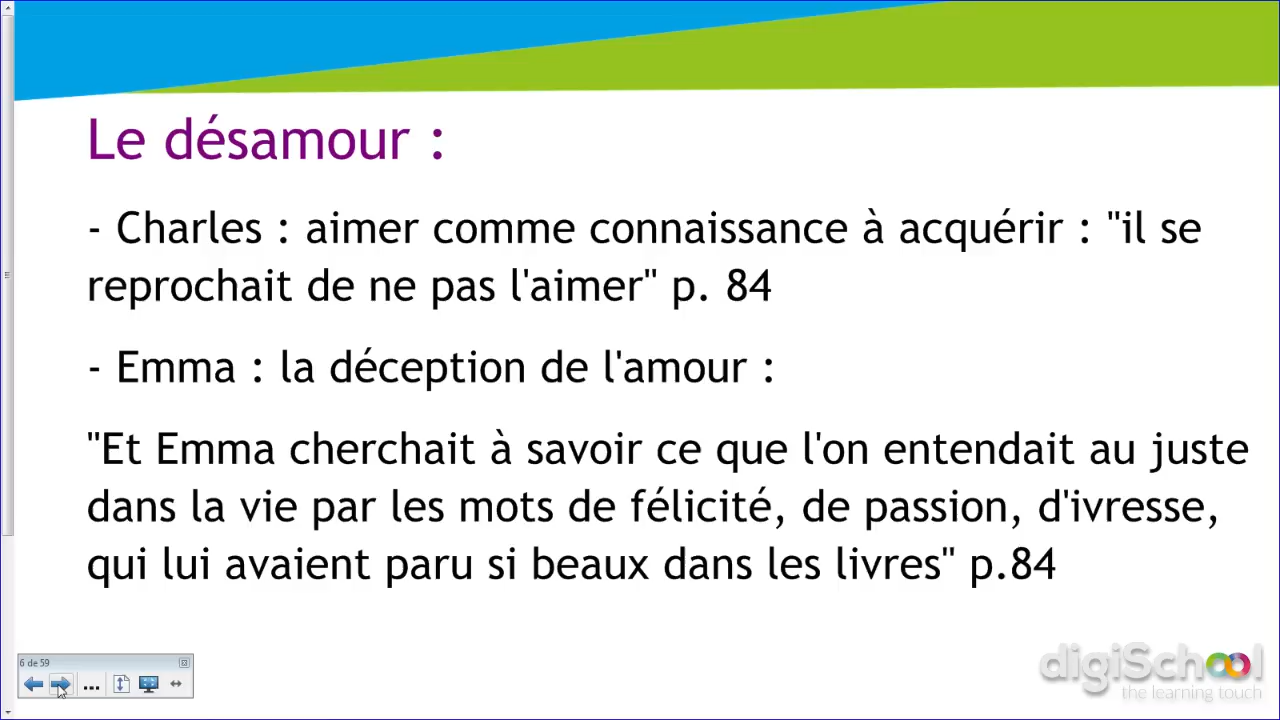 Le désamour :
- Charles : aimer comme connaissance à acquérir : "il se
reprochait de ne pas l'aimer" p. 84
- Emma : la déception de l'amour :
"Et Emma cherchait à savoir ce que l'on entendait au juste
dans la vie par les mots de félicité, de passion, d'ivresse,
qui lui avaient paru si beaux dans les livres" p.84
6 de 59
...
digiSchool
the learning touch